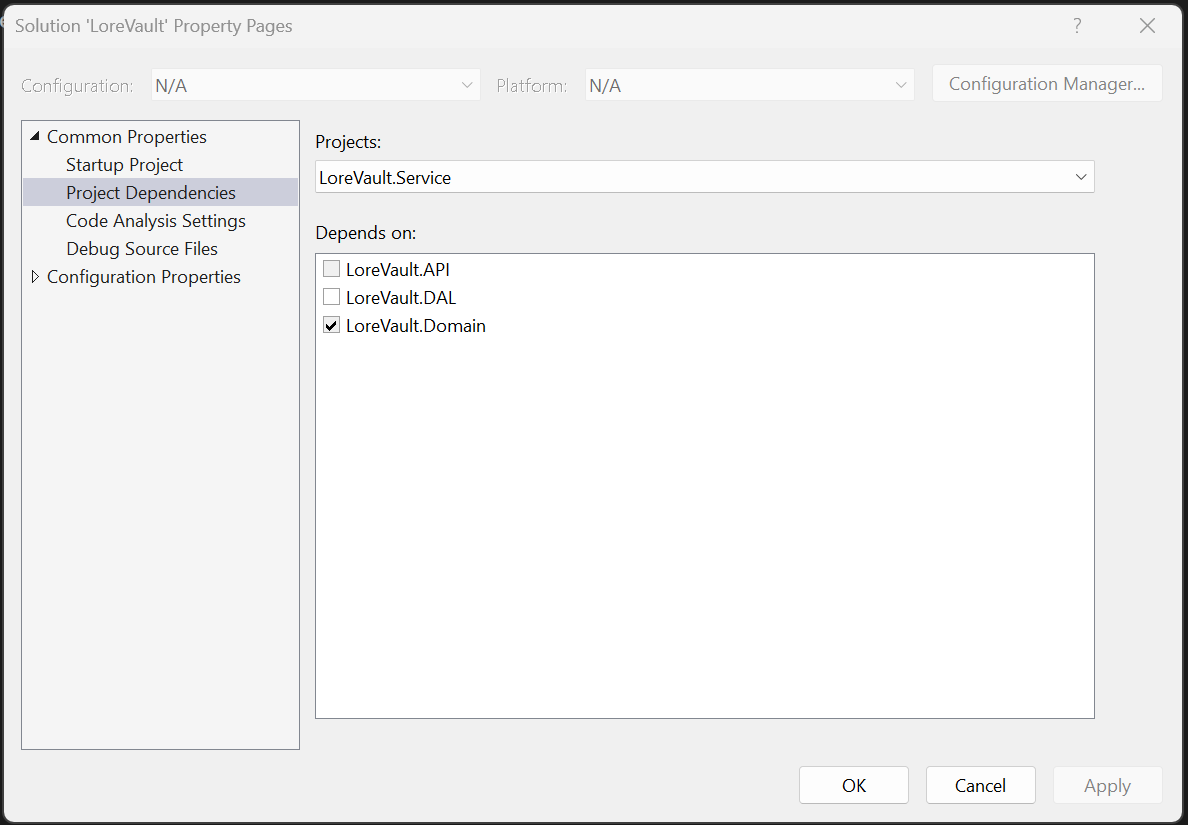 Solution 'LoreVault' Property Pages
?
Configuration: N/A Platform: N/A Configuration Manager...
Common Properties
Startup Project
Project Dependencies
Code Analysis Settings
Debug Source Files
Configuration Properties
Projects:
LoreVault.Service
Depends on:
LoreVault.API
LoreVault.DAL
LoreVault.Domain
OK Cancel Apply